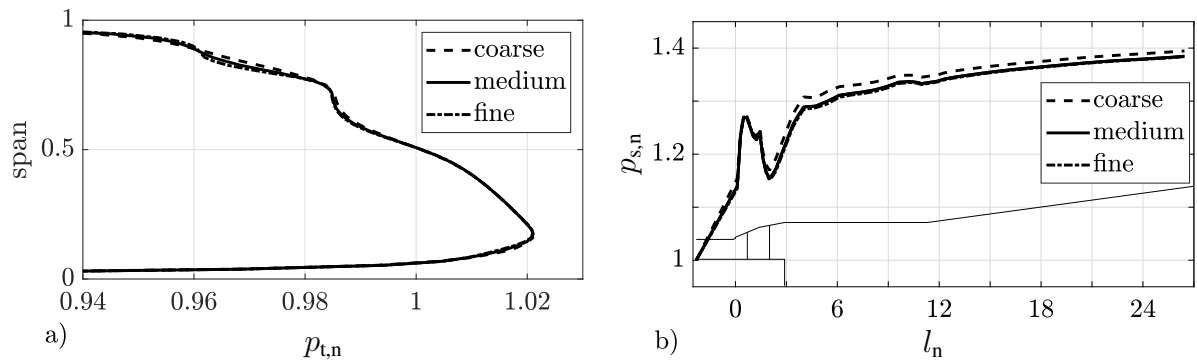 1
coarse
medium
fine
span
0.5
0
0.94
0.96
0.98
1
1.02
a)
p_t,n
1.4
coarse
medium
fine
p_s,n
1.2
1
0
6
12
18
24
b)
l_n